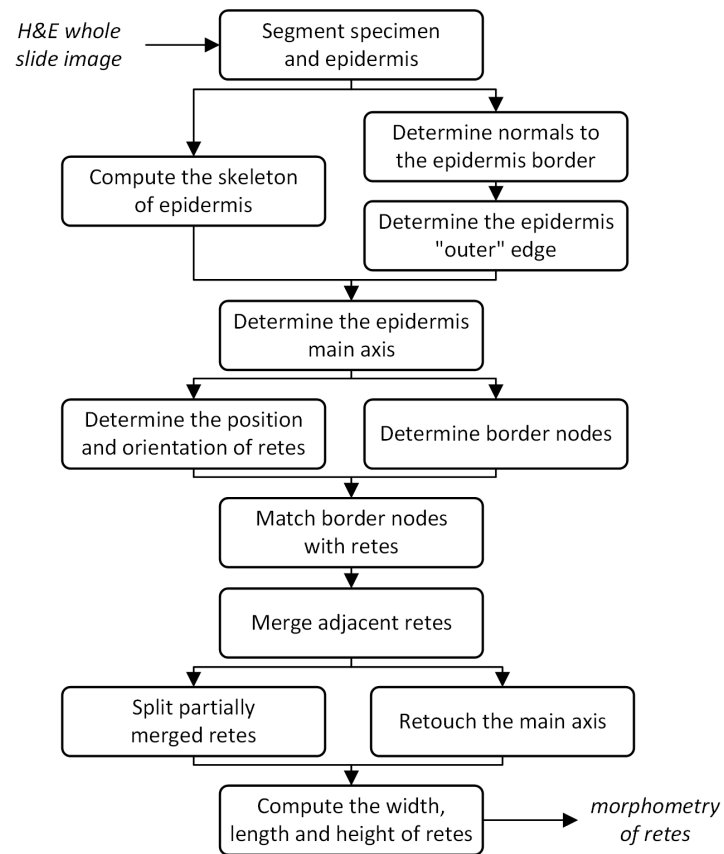 H&E whole
slide image
Segment specimen
and epidermis
Compute the skeleton
of epidermis
Determine normals to
the epidermis border
Determine the epidermis
"outer" edge
Determine the epidermis
main axis
Determine the position
and orientation of retes
Determine border nodes
Match border nodes
with retes
Merge adjacent retes
Split partially
merged retes
Retouch the main axis
Compute the width,
length and height of retes
morphometry
of retes